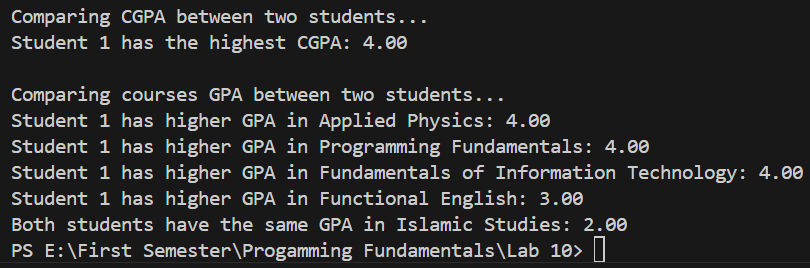 Comparing CGPA between two students...
Student 1 has the highest CGPA: 4.00
Comparing courses GPA between two students...
Student 1 has higher GPA in Applied Physics: 4.00
Student 1 has higher GPA in Programming Fundamentals: 4.00
Student 1 has higher GPA in Fundamentals of Information Technology: 4.00
Student 1 has higher GPA in Functional English: 3.00
Both students have the same GPA in Islamic Studies: 2.00
PS E:\First Semester\Progamming Fundamentals\Lab 10>